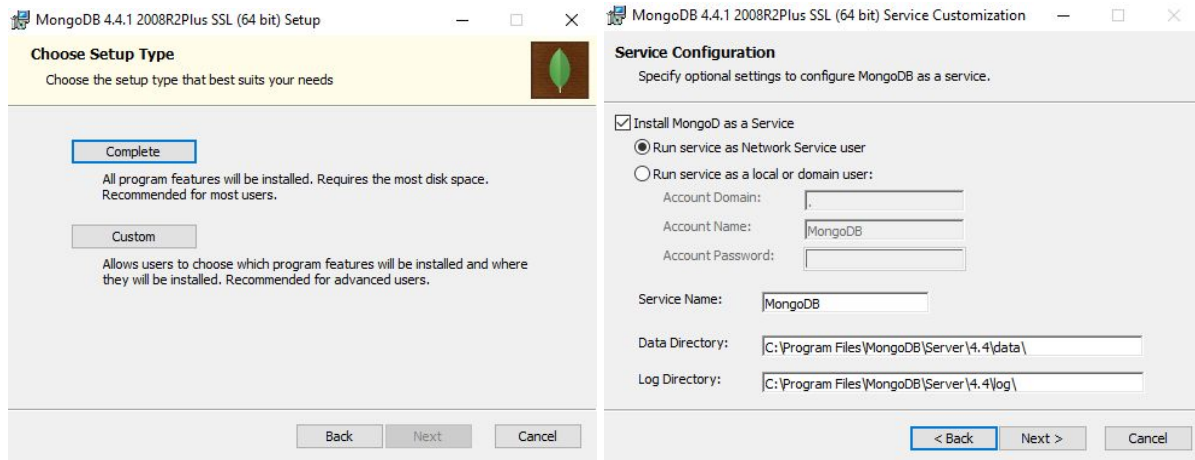 MongoDB 4.4.1 2008R2Plus SSL (64 bit) Setup
Choose Setup Type
Choose the setup type that best suits your needs
Complete
All program features will be installed. Requires the most disk space.
Recommended for most users.
Custom
Allows users to choose which program features will be installed and where
they will be installed. Recommended for advanced users.
Back
Next
Cancel
MongoDB 4.4.1 2008R2Plus SSL (64 bit) Service Customization
Service Configuration
Specify optional settings to configure MongoDB as a service.
Install MongoD as a Service
Run service as Network Service user
Run service as a local or domain user:
Account Domain: .
Account Name: MongoDB
Account Password:
Service Name: MongoDB
Data Directory: C:\Program Files\MongoDB\Server\4.4\data\
Log Directory: C:\Program Files\MongoDB\Server\4.4\log\
< Back
Next >
Cancel